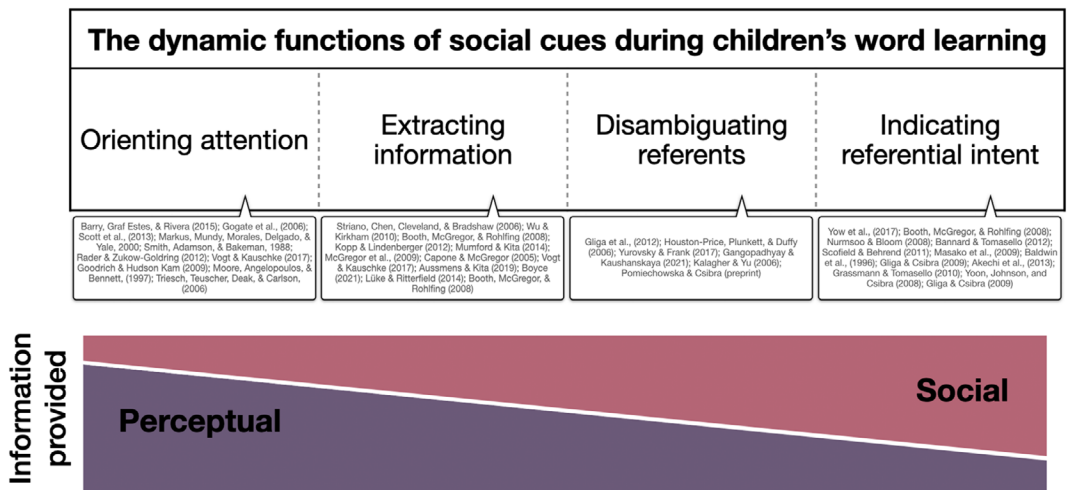 The dynamic functions of social cues during children's word learning
Orienting attention
Extracting
information
Disambiguating
referents
Indicating
referential intent
Barry, Graf Estes, & Rivera (2015); Gogate et al., (2006);
Scott et al., (2013); Markus, Mundy, Morales, Delgado, &
Yale, 2000; Smith, Adamson, & Bakeman, 1988;
Rader & Zukow-Goldring (2012); Vogt & Kauschke (2017);
Goodrich & Hudson Kam (2009); Moore, Angelopoulos, &
Bennett, (1997); Triesch, Teuscher, Deak, & Carlson,
(2006)
Striano, Chen, Cleveland, & Bradshaw (2006); Wu &
Kirkham (2010); Booth, McGregor, & Rohlfing (2008);
Kopp & Lindenberger (2012); Mumford & Kita (2014);
McGregor et al., (2009); Capone & McGregor (2005); Vogt
& Kauschke (2017); Aussmens & Kita (2019); Boyce
(2021); Lüke & Ritterfield (2014); Booth, McGregor, &
Rohlfing (2008)
Gliga et al., (2012); Houston-Price, Plunkett, & Duffy
(2006); Yurovsky & Frank (2017); Gangopadhyay &
Kaushanskaya (2021); Kalagher & Yu (2006);
Pomiechowska & Csibra (preprint)
Yow et al., (2017); Booth, McGregor, & Rohlfing (2008);
Nurmsoo & Bloom (2008); Bannard & Tomasello (2012);
Scofield & Behrend (2011); Masako et al., (2009); Baldwin
et al., (1996); Gliga & Csibra (2009); Akechi et al., (2013);
Grassmann & Tomasello (2010); Yoon, Johnson, and
Csibra (2008); Gliga & Csibra (2009)
Information
provided
Perceptual
Social